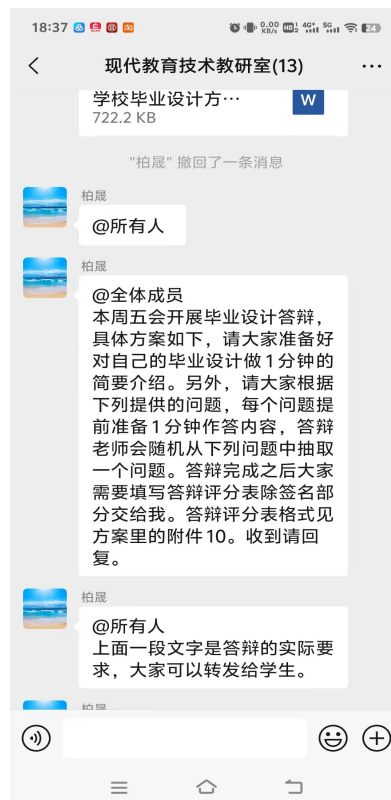 18:37
0.00 KB/s HD 4G 5G 24
现代教育技术教研室(13)
学校毕业设计方…
722.2 KB
W
"柏晟" 撤回了一条消息
柏晟
@所有人
柏晟
@全体成员
本周五会开展毕业设计答辩，
具体方案如下，请大家准备好
对自己的毕业设计做1分钟的
简要介绍。另外，请大家根据
下列提供的问题，每个问题提
前准备1分钟作答内容，答辩
老师会随机从下列问题中抽取
一个问题。答辩完成之后大家
需要填写答辩评分表除签名部
分交给我。答辩评分表格式见
方案里的附件10。收到请回
复。
柏晟
@所有人
上面一段文字是答辩的实际要
求，大家可以转发给学生。
柏晟